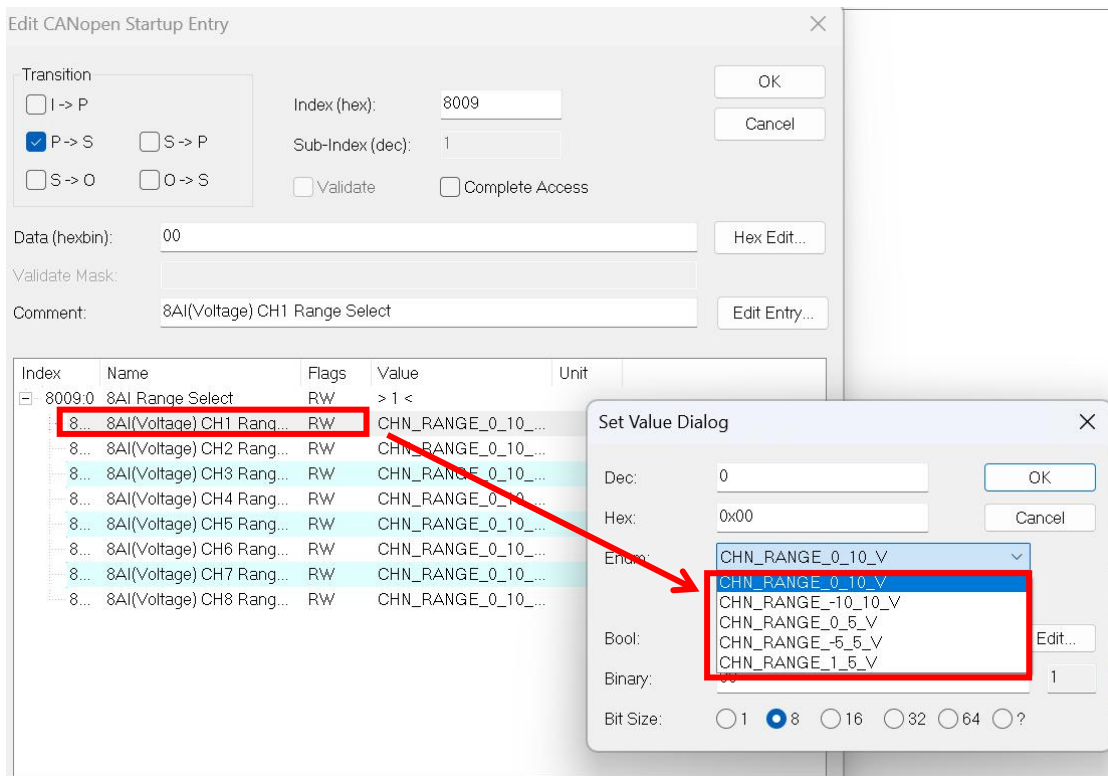 Edit CANopen Startup Entry
Transition
I -> P
P -> S
S -> P
S -> O
O -> S
Index (hex):
8009
Sub-Index (dec):
1
Validate
Complete Access
OK
Cancel
Data (hexbin):
00
Hex Edit...
Validate Mask:
Comment:
8AI(Voltage) CH1 Range Select
Edit Entry...
Index Name Flags Value Unit
8009:0 8AI Range Select RW > 1 <
8... 8AI(Voltage) CH1 Rang... RW CHN_RANGE_0_10_...
8... 8AI(Voltage) CH2 Rang... RW CHN_RANGE_0_10_...
8... 8AI(Voltage) CH3 Rang... RW CHN_RANGE_0_10_...
8... 8AI(Voltage) CH4 Rang... RW CHN_RANGE_0_10_...
8... 8AI(Voltage) CH5 Rang... RW CHN_RANGE_0_10_...
8... 8AI(Voltage) CH6 Rang... RW CHN_RANGE_0_10_...
8... 8AI(Voltage) CH7 Rang... RW CHN_RANGE_0_10_...
8... 8AI(Voltage) CH8 Rang... RW CHN_RANGE_0_10_...
Set Value Dialog
Dec:
0
OK
Hex:
0x00
Cancel
Enum:
CHN_RANGE_0_10_V
CHN_RANGE_0_10_V
CHN_RANGE_-10_10_V
CHN_RANGE_0_5_V
CHN_RANGE_-5_5_V
CHN_RANGE_1_5_V
Bool:
Edit...
Binary:
1
Bit Size:
1 8 16 32 64 ?